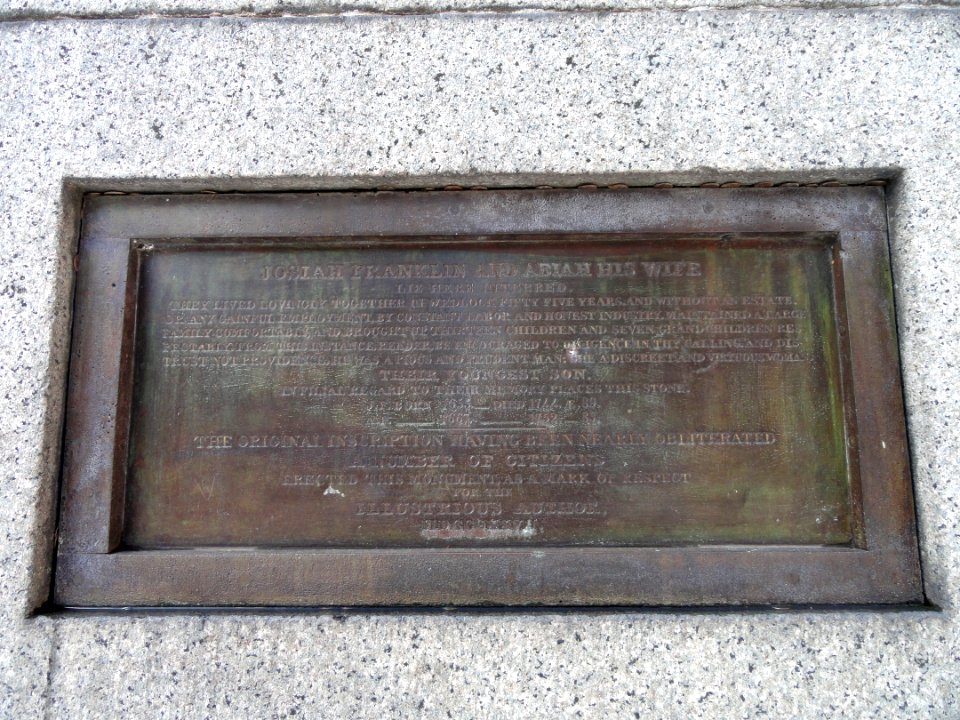 JOSIAH FRANKLIN AND ABIAH HIS WIFE
LIE HERE INTERRED.
THEY LIVED LOVINGLY TOGETHER IN WEDLOCK FIFTY FIVE YEARS, AND WITHOUT AN ESTATE,
OR ANY GAINFUL EMPLOYMENT, BY CONSTANT LABOR AND HONEST INDUSTRY, MAINTAINED A LARGE
FAMILY COMFORTABLY, AND BROUGHT UP THIRTEEN CHILDREN AND SEVEN GRAND CHILDREN RES-
PECTABLY. FROM THIS INSTANCE, READER, BE ENCOURAGED TO DILIGENCE IN THY CALLING, AND DIS-
TRUST NOT PROVIDENCE. HE WAS A PIOUS AND PRUDENT MAN, SHE A DISCREET AND VIRTUOUS WOMAN.
THEIR YOUNGEST SON,
IN FILIAL REGARD TO THEIR MEMORY, PLACES THIS STONE.
J.F. BORN DIED 1744
THE ORIGINAL INSCRIPTION HAVING BEEN NEARLY OBLITERATED
A NUMBER OF CITIZENS
ERECTED THIS MONUMENT, AS A MARK OF RESPECT
FOR THE
ILLUSTRIOUS AUTHOR,